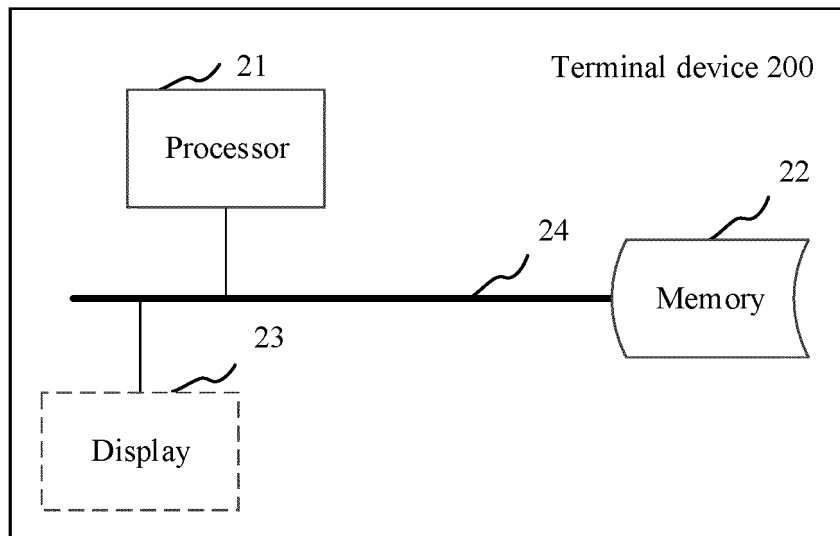 21
Terminal device 200
Processor
22
24
Memory
23
Display